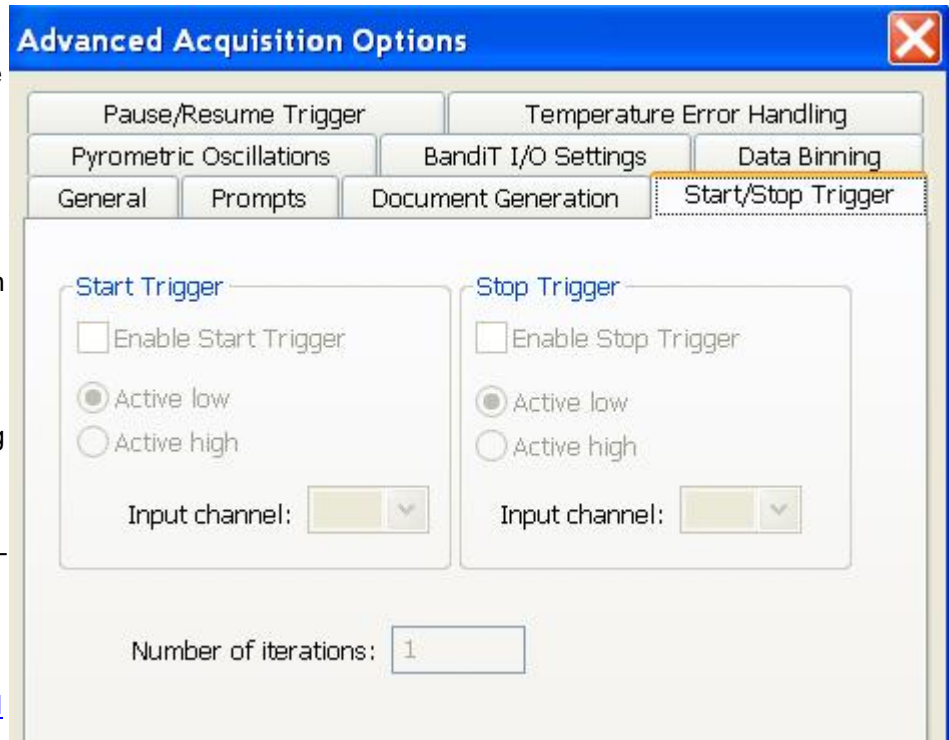 Advanced Acquisition Options
Pause/Resume Trigger Temperature Error Handling
Pyrometric Oscillations BandiT I/O Settings Data Binning
General Prompts Document Generation Start/Stop Trigger
Start Trigger
Enable Start Trigger
Active low
Active high
Input channel:
Stop Trigger
Enable Stop Trigger
Active low
Active high
Input channel:
Number of iterations: 1